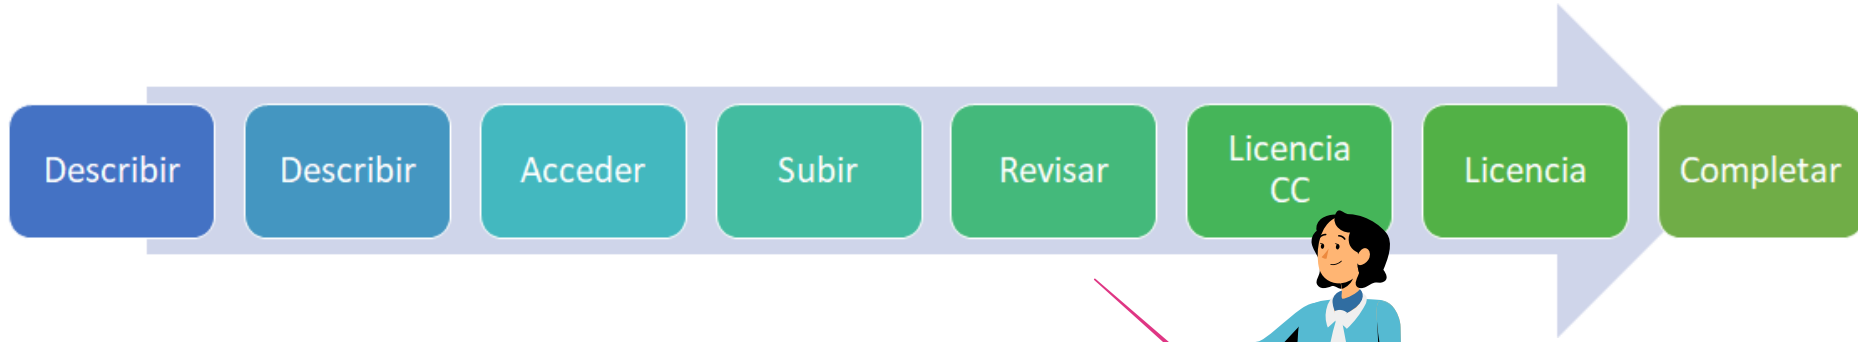 Describir
Describir
Acceder
Subir
Revisar
Licencia
CC
Licencia
Completar